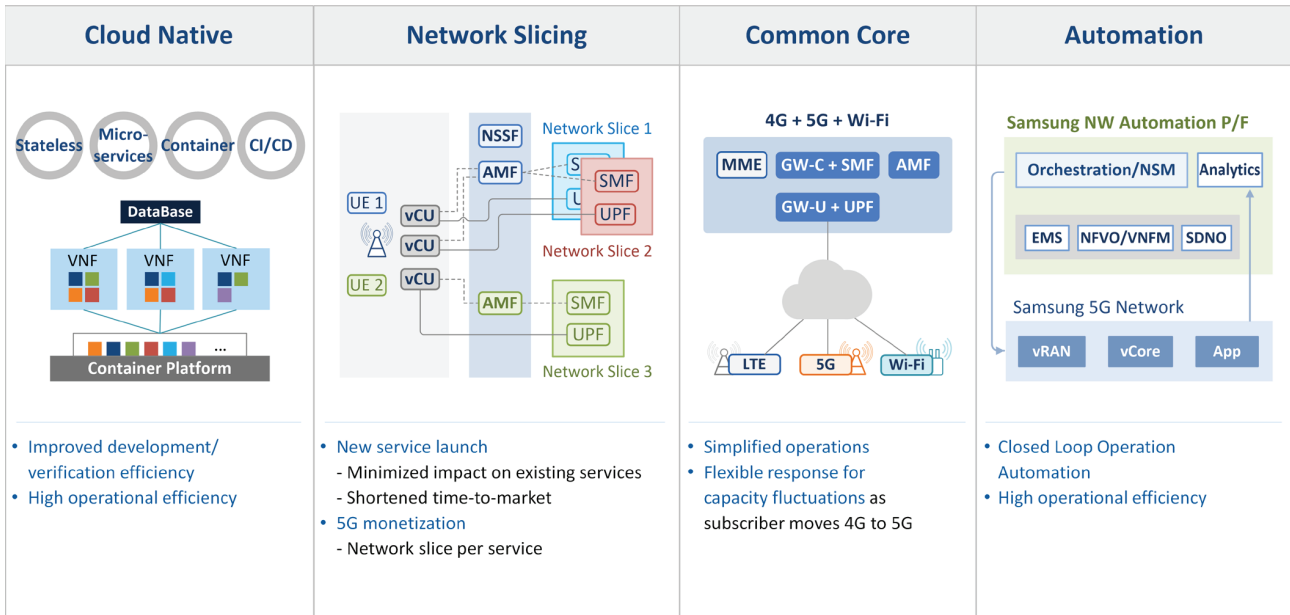 Cloud Native
Stateless
Micro-
services
Container
CI/CD
DataBase
VNF
VNF
VNF
...
Container Platform
• Improved development/
verification efficiency
• High operational efficiency
Network Slicing
NSSF
AMF
UE 1
vCU
vCU
UE 2
vCU
AMF
Network Slice 1
S
U
SMF
UPF
Network Slice 2
SMF
UPF
Network Slice 3
• New service launch
- Minimized impact on existing services
- Shortened time-to-market
• 5G monetization
- Network slice per service
Common Core
4G + 5G + Wi-Fi
MME
GW-C + SMF
AMF
GW-U + UPF
LTE
5G
Wi-Fi
• Simplified operations
• Flexible response for
capacity fluctuations as
subscriber moves 4G to 5G
Automation
Samsung NW Automation P/F
Orchestration/NSM
Analytics
EMS
NFVO/VNFM
SDNO
Samsung 5G Network
vRAN
vCore
App
• Closed Loop Operation
Automation
• High operational efficiency